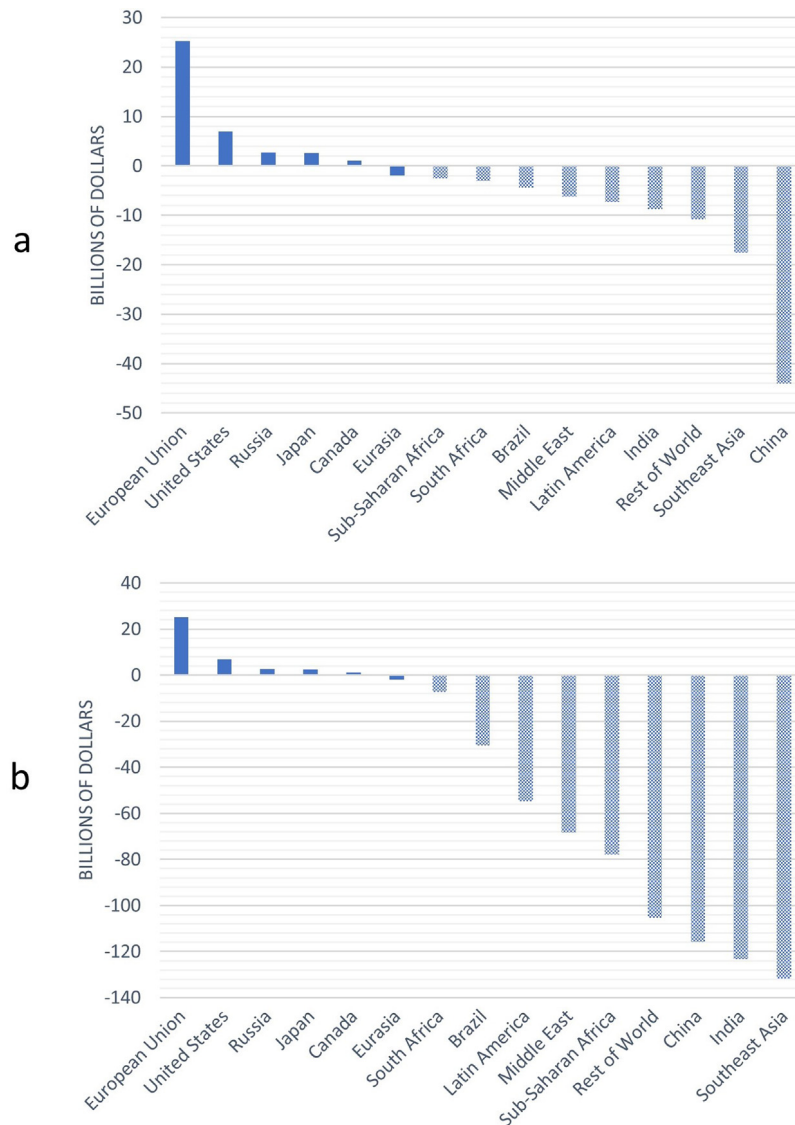 a
BILLIONS OF DOLLARS
30
20
10
0
-10
-20
-30
-40
-50
European Union
United States
Russia
Japan
Canada
Eurasia
Sub-Saharan Africa
South Africa
Brazil
Middle East
Latin America
India
Rest of World
Southeast Asia
China
b
BILLIONS OF DOLLARS
40
20
0
-20
-40
-60
-80
-100
-120
-140
European Union
United States
Russia
Japan
Canada
Eurasia
South Africa
Brazil
Latin America
Middle East
Sub-Saharan Africa
Rest of World
China
India
Southeast Asia